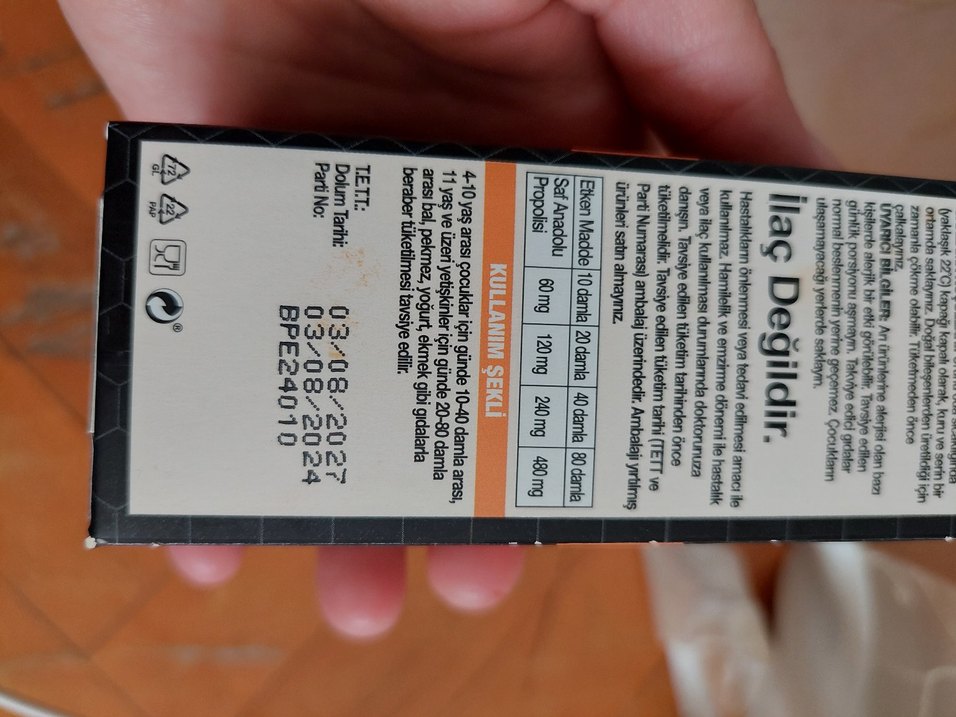 (yaklaşık 22°C) kapağı kapalı olarak, kuru ve serin bir
ortamda saklayınız. Doğal bileşenlerden üretildiği için
zamanla çökme olabilir. Tüketmeden önce
çalkalayınız.
UYARICI BİLGİLER: Arı ürünlerine alerjisi olan bazı
kişilerde alerjik bir etki görülebilir. Tavsiye edilen
günlük porsiyonu aşmayın. Takviye edici gıdalar
normal beslenmenin yerine geçemez. Çocukların
ulaşamayacağı yerlerde saklayın.
İlaç Değildir.
Hastalıkların önlenmesi veya tedavi edilmesi amacı ile
kullanılmaz. Hamilelik ve emzirme dönemi ile hastalık
veya ilaç kullanılması durumlarında doktorunuza
danışın. Tavsiye edilen tüketim tarihinden önce
tüketilmelidir. Tavsiye edilen tüketim tarihi (TETT ve
Parti Numarası) ambalaj üzerindedir. Ambalajı yırtılmış
ürünleri satın almayınız.
Etken Madde 10 damla 20 damla 40 damla 80 damla
Saf Anadolu Propolisi 60 mg 120 mg 240 mg 480 mg
KULLANIM ŞEKLİ
4-10 yaş arası çocuklar için günde 10-40 damla arası,
11 yaş ve üzeri yetişkinler için günde 20-80 damla
arası bal, pekmez, yoğurt, ekmek gibi gıdalarla
beraber tüketilmesi tavsiye edilir.
T.E.T.T.: 03/08/2027
Dolum Tarihi: 03/08/2024
Parti No: BPE24010
72 GL 22 PAP ®